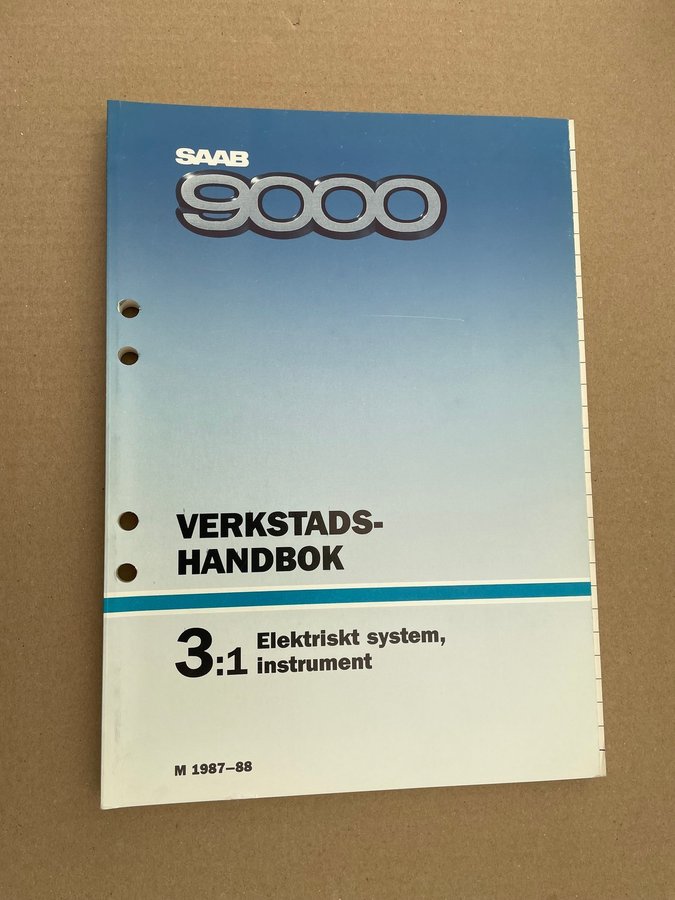 SAAB
9000
VERKSTADS-
HANDBOK
3:1 Elektriskt system,
instrument
M 1987–88